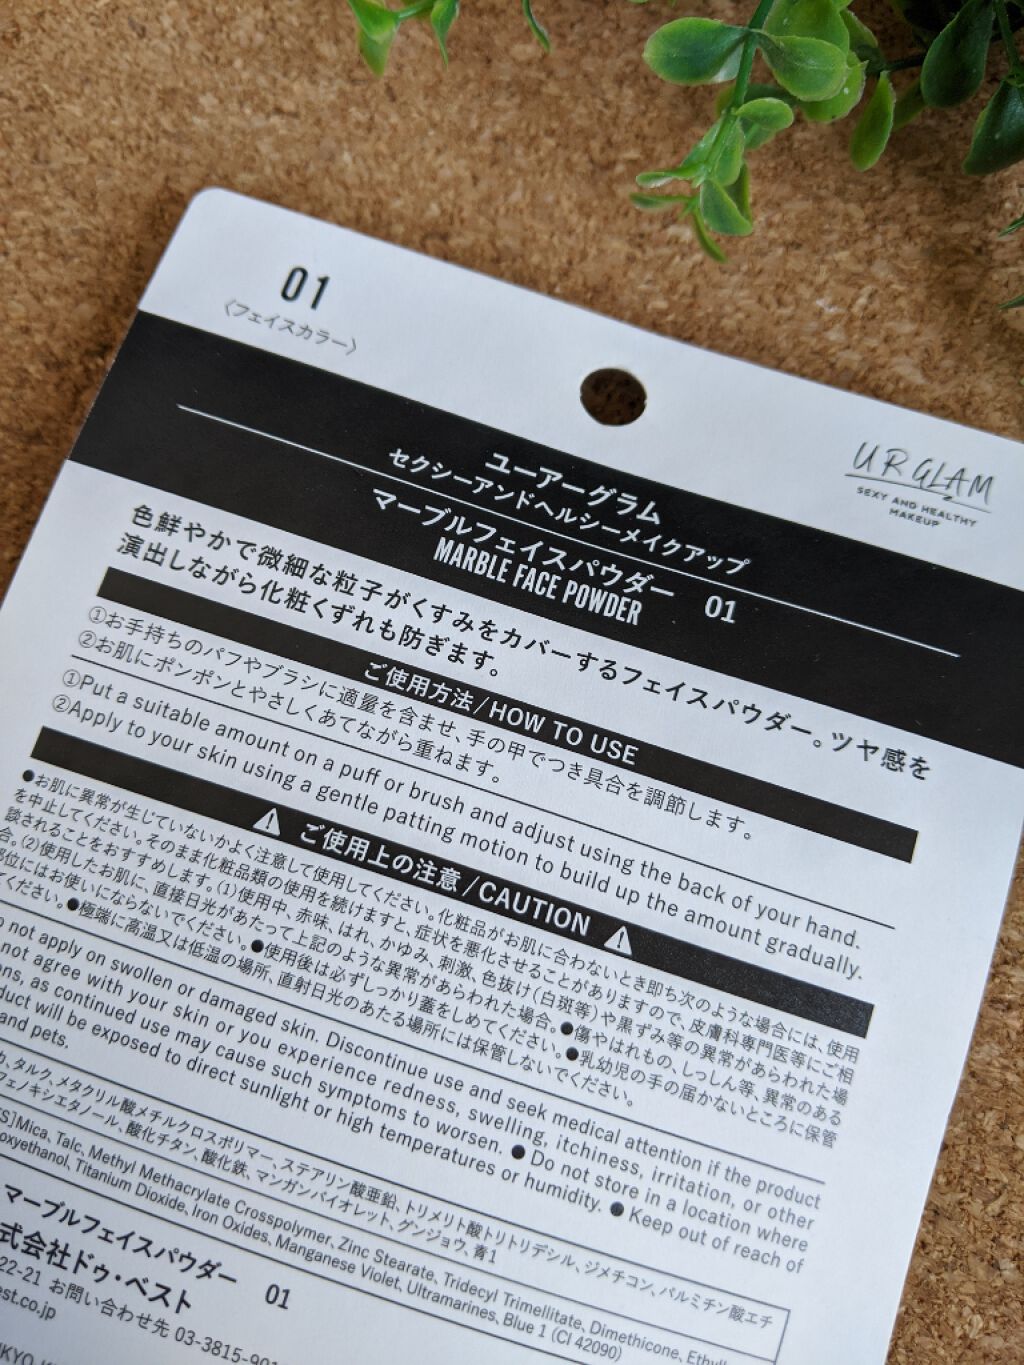 01
〈フェイスカラー〉
URGLAM
SEXY AND HEALTHY
MAKEUP
ユーアーグラム
セクシーアンドヘルシーメイクアップ
マーブルフェイスパウダー 01
MARBLE FACE POWDER
色鮮やかで微細な粒子がくすみをカバーするフェイスパウダー。ツヤ感を
演出しながら化粧くずれも防ぎます。
ご使用方法/HOW TO USE
①お手持ちのパフやブラシに適量を含ませ、手の甲でつき具合を調節します。
②お肌にポンポンとやさしくあてながら重ねます。
①Put a suitable amount on a puff or brush and adjust using the back of your hand.
②Apply to your skin using a gentle patting motion to build up the amount gradually.
ご使用上の注意/CAUTION
●お肌に異常が生じていないかよく注意して使用してください。化粧品がお肌に合わないとき即ち次のような場合には、使用
を中止してください。そのまま化粧品類の使用を続けますと、症状を悪化させることがありますので、皮膚科専門医等にご相
談されることをおすすめします。(1)使用中、赤味、はれ、かゆみ、刺激、色抜け(白斑等)や黒ずみ等の異常があらわれた場
合。(2)使用したお肌に、直接日光があたって上記のような異常があらわれた場合。●傷やはれもの、しっしん等、異常のある
部位にはお使いにならないでください。●使用後は必ずしっかり蓋をしめてください。●乳幼児の手の届かないところに保管
ください。●極端に高温又は低温の場所、直射日光のあたる場所には保管しないでください。
not apply on swollen or damaged skin. Discontinue use and seek medical attention if the product
not agree with your skin or you experience redness, swelling, itchiness, irritation, or other
ons, as continued use may cause such symptoms to worsen. ● Do not store in a location where
duct will be exposed to direct sunlight or high temperatures or humidity. ● Keep out of reach of
and pets.
カ、タルク、メタクリル酸メチルクロスポリマー、ステアリン酸亜鉛、トリメリト酸トリトリデシル、ジメチコン、パルミチン酸エチ
フェノキシエタノール、酸化チタン、酸化鉄、マンガンバイオレット、グンジョウ、青1
TS]Mica, Talc, Methyl Methacrylate Crosspolymer, Zinc Stearate, Tridecyl Trimellitate, Dimethicone, Ethyl
oxyethanol, Titanium Dioxide, Iron Oxides, Manganese Violet, Ultramarines, Blue 1 (CI 42090)
マーブルフェイスパウダー 01
式会社ドゥ・ベスト
22-21 お問い合わせ先 03-3815-901
est.co.jp